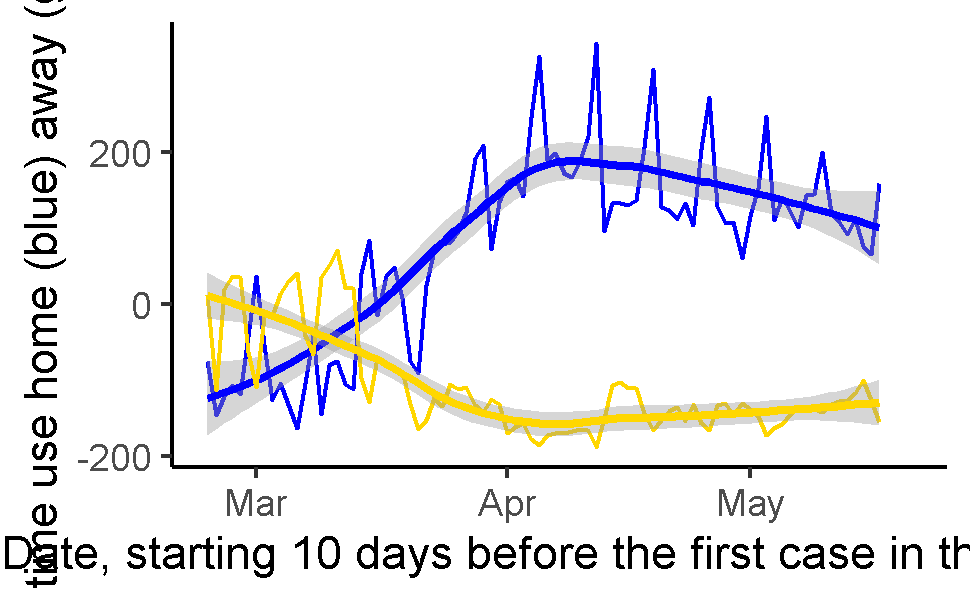 time use home (blue) away (
200
0
-200
Mar
Apr
May
Date, starting 10 days before the first case in th